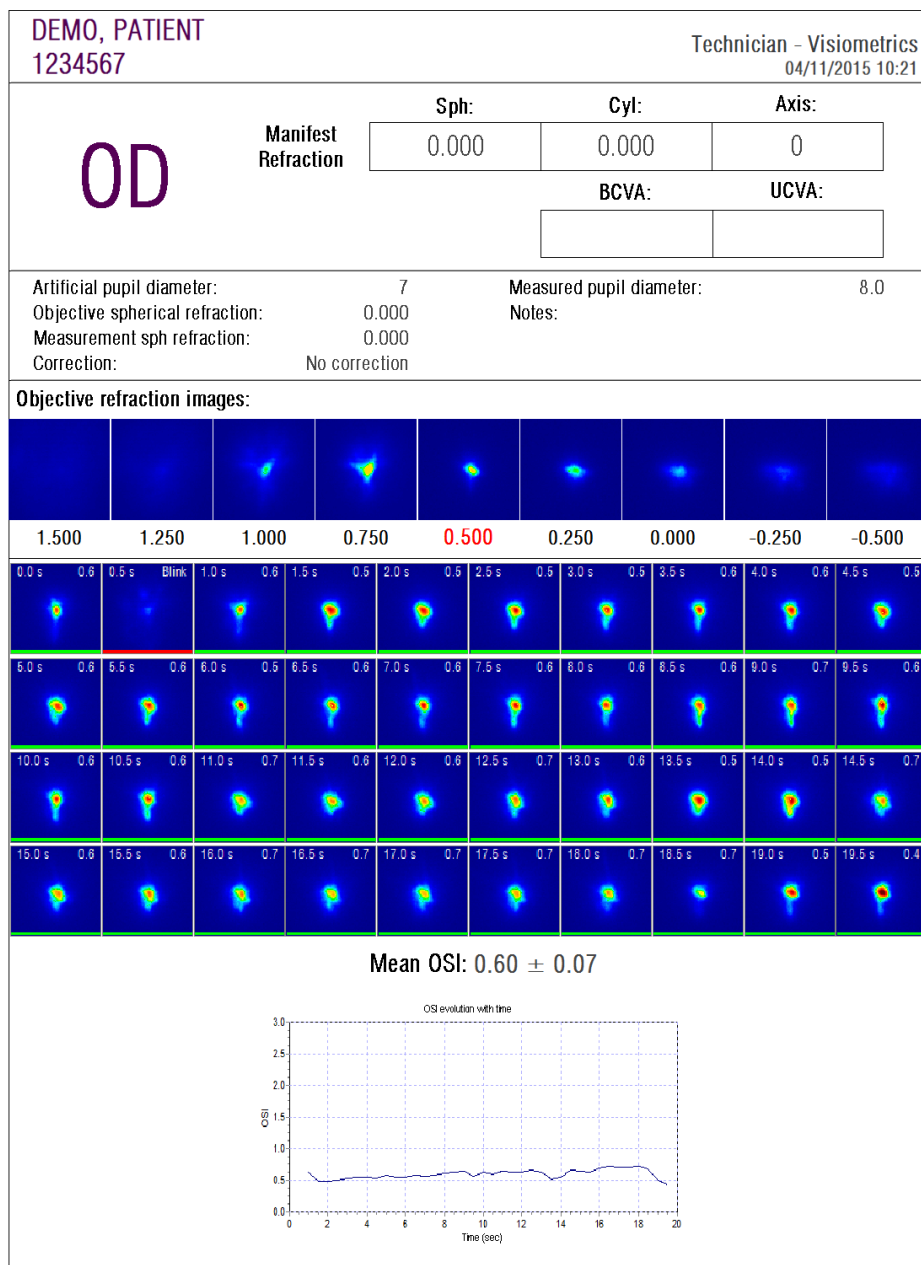 DEMO, PATIENT
1234567
Technician - Visiometrics
04/11/2015 10:21
OD
Manifest Refraction
Sph: Cyl: Axis:
0.000 0.000 0
BCVA: UCVA:
Artificial pupil diameter: 7 Measured pupil diameter: 8.0
Objective spherical refraction: 0.000 Notes:
Measurement sph refraction: 0.000
Correction: No correction
Objective refraction images:
1.500 1.250 1.000 0.750 0.500 0.250 0.000 -0.250 -0.500
0.0 s 0.6 0.5 s Blink 1.0 s 0.6 1.5 s 0.5 2.0 s 0.5 2.5 s 0.5 3.0 s 0.5 3.5 s 0.6 4.0 s 0.6 4.5 s 0.5
5.0 s 0.6 5.5 s 0.6 6.0 s 0.5 6.5 s 0.6 7.0 s 0.6 7.5 s 0.6 8.0 s 0.6 8.5 s 0.6 9.0 s 0.7 9.5 s 0.6
10.0 s 0.6 10.5 s 0.6 11.0 s 0.7 11.5 s 0.6 12.0 s 0.6 12.5 s 0.7 13.0 s 0.6 13.5 s 0.5 14.0 s 0.5 14.5 s 0.7
15.0 s 0.6 15.5 s 0.6 16.0 s 0.7 16.5 s 0.7 17.0 s 0.7 17.5 s 0.7 18.0 s 0.7 18.5 s 0.7 19.0 s 0.5 19.5 s 0.4
Mean OSI: 0.60 ± 0.07
OSI evolution with time
3.0
2.5
2.0
1.5
OSI
1.0
0.5
0.0
0 2 4 6 8 10 12 14 16 18 20
Time (sec)